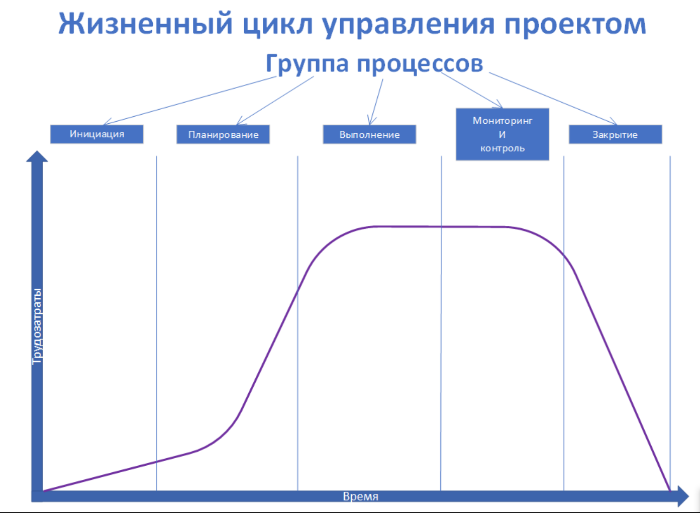 Жизненный цикл управления проектом
Группа процессов
Инициация
Планирование
Выполнение
Мониторинг
И
контроль
Закрытие
Трудозатраты
Время